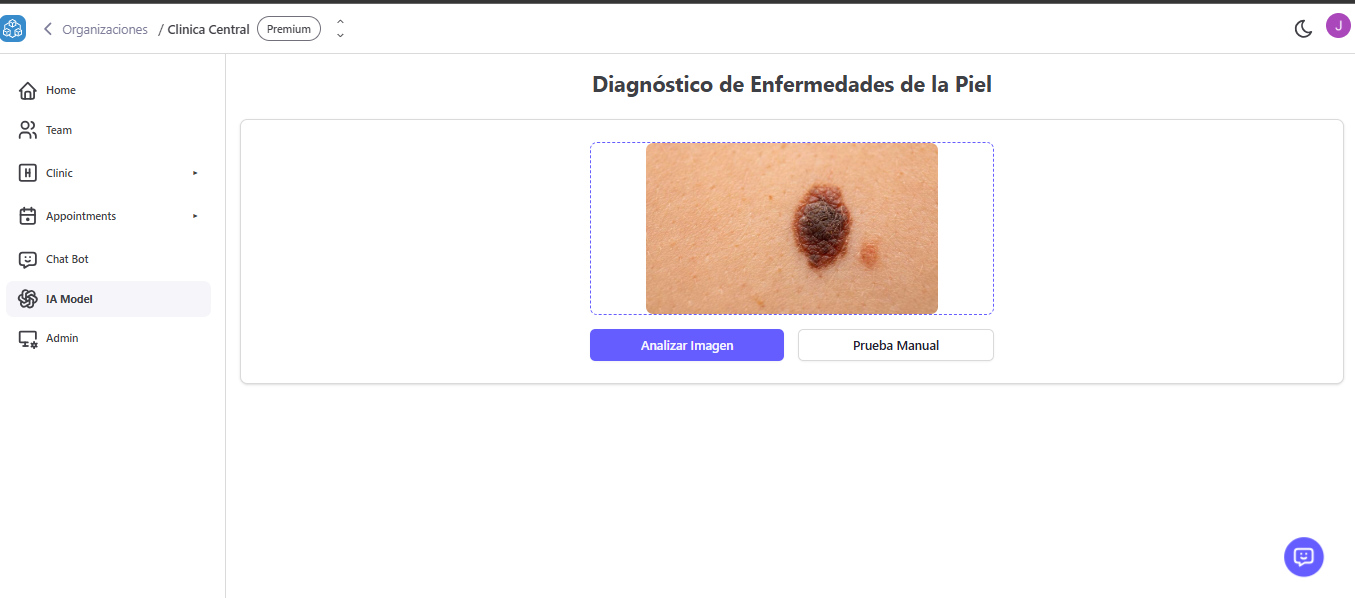 Organizaciones / Clinica Central Premium
J
Home
Team
Clinic
Appointments
Chat Bot
IA Model
Admin
Diagnóstico de Enfermedades de la Piel
Analizar Imagen
Prueba Manual